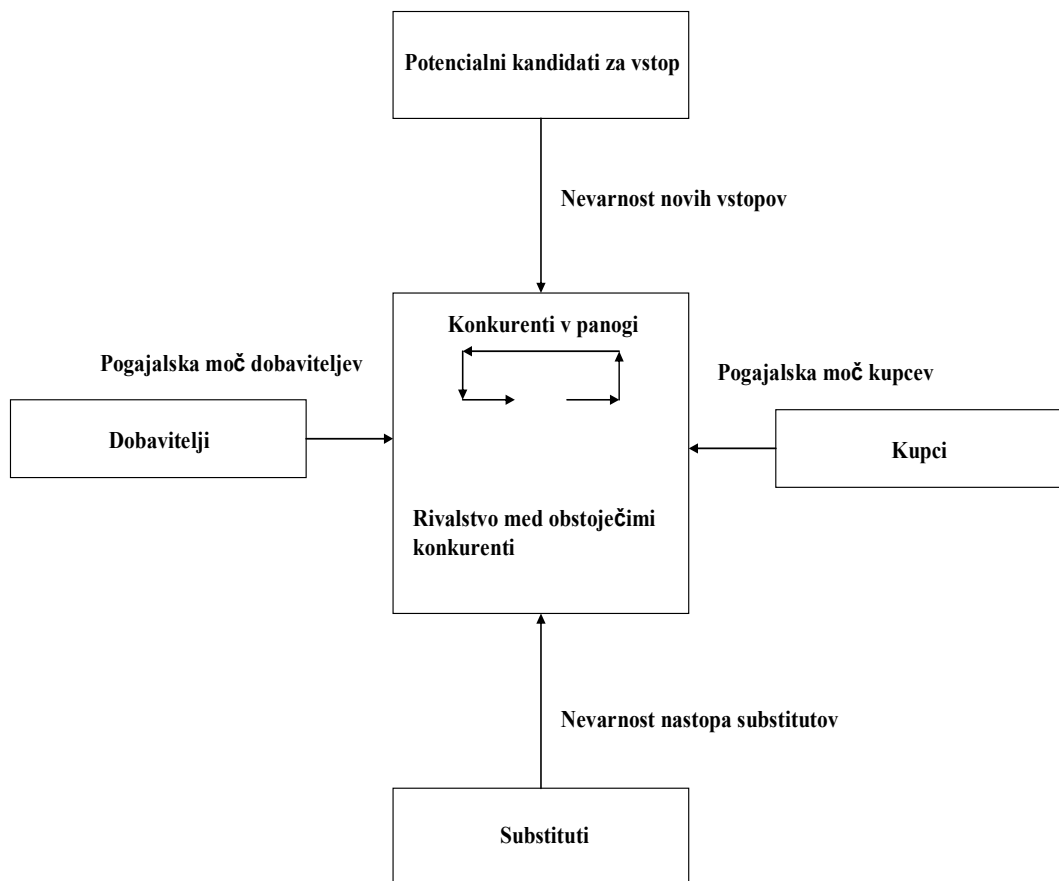 Potencialni kandidati za vstop
Nevarnost novih vstopov
Konkurenti v panogi
Pogajalska moč dobaviteljev
Pogajalska moč kupcev
Dobavitelji
Kupci
Rivalstvo med obstoječimi
konkurenti
Nevarnost nastopa substitutov
Substituti